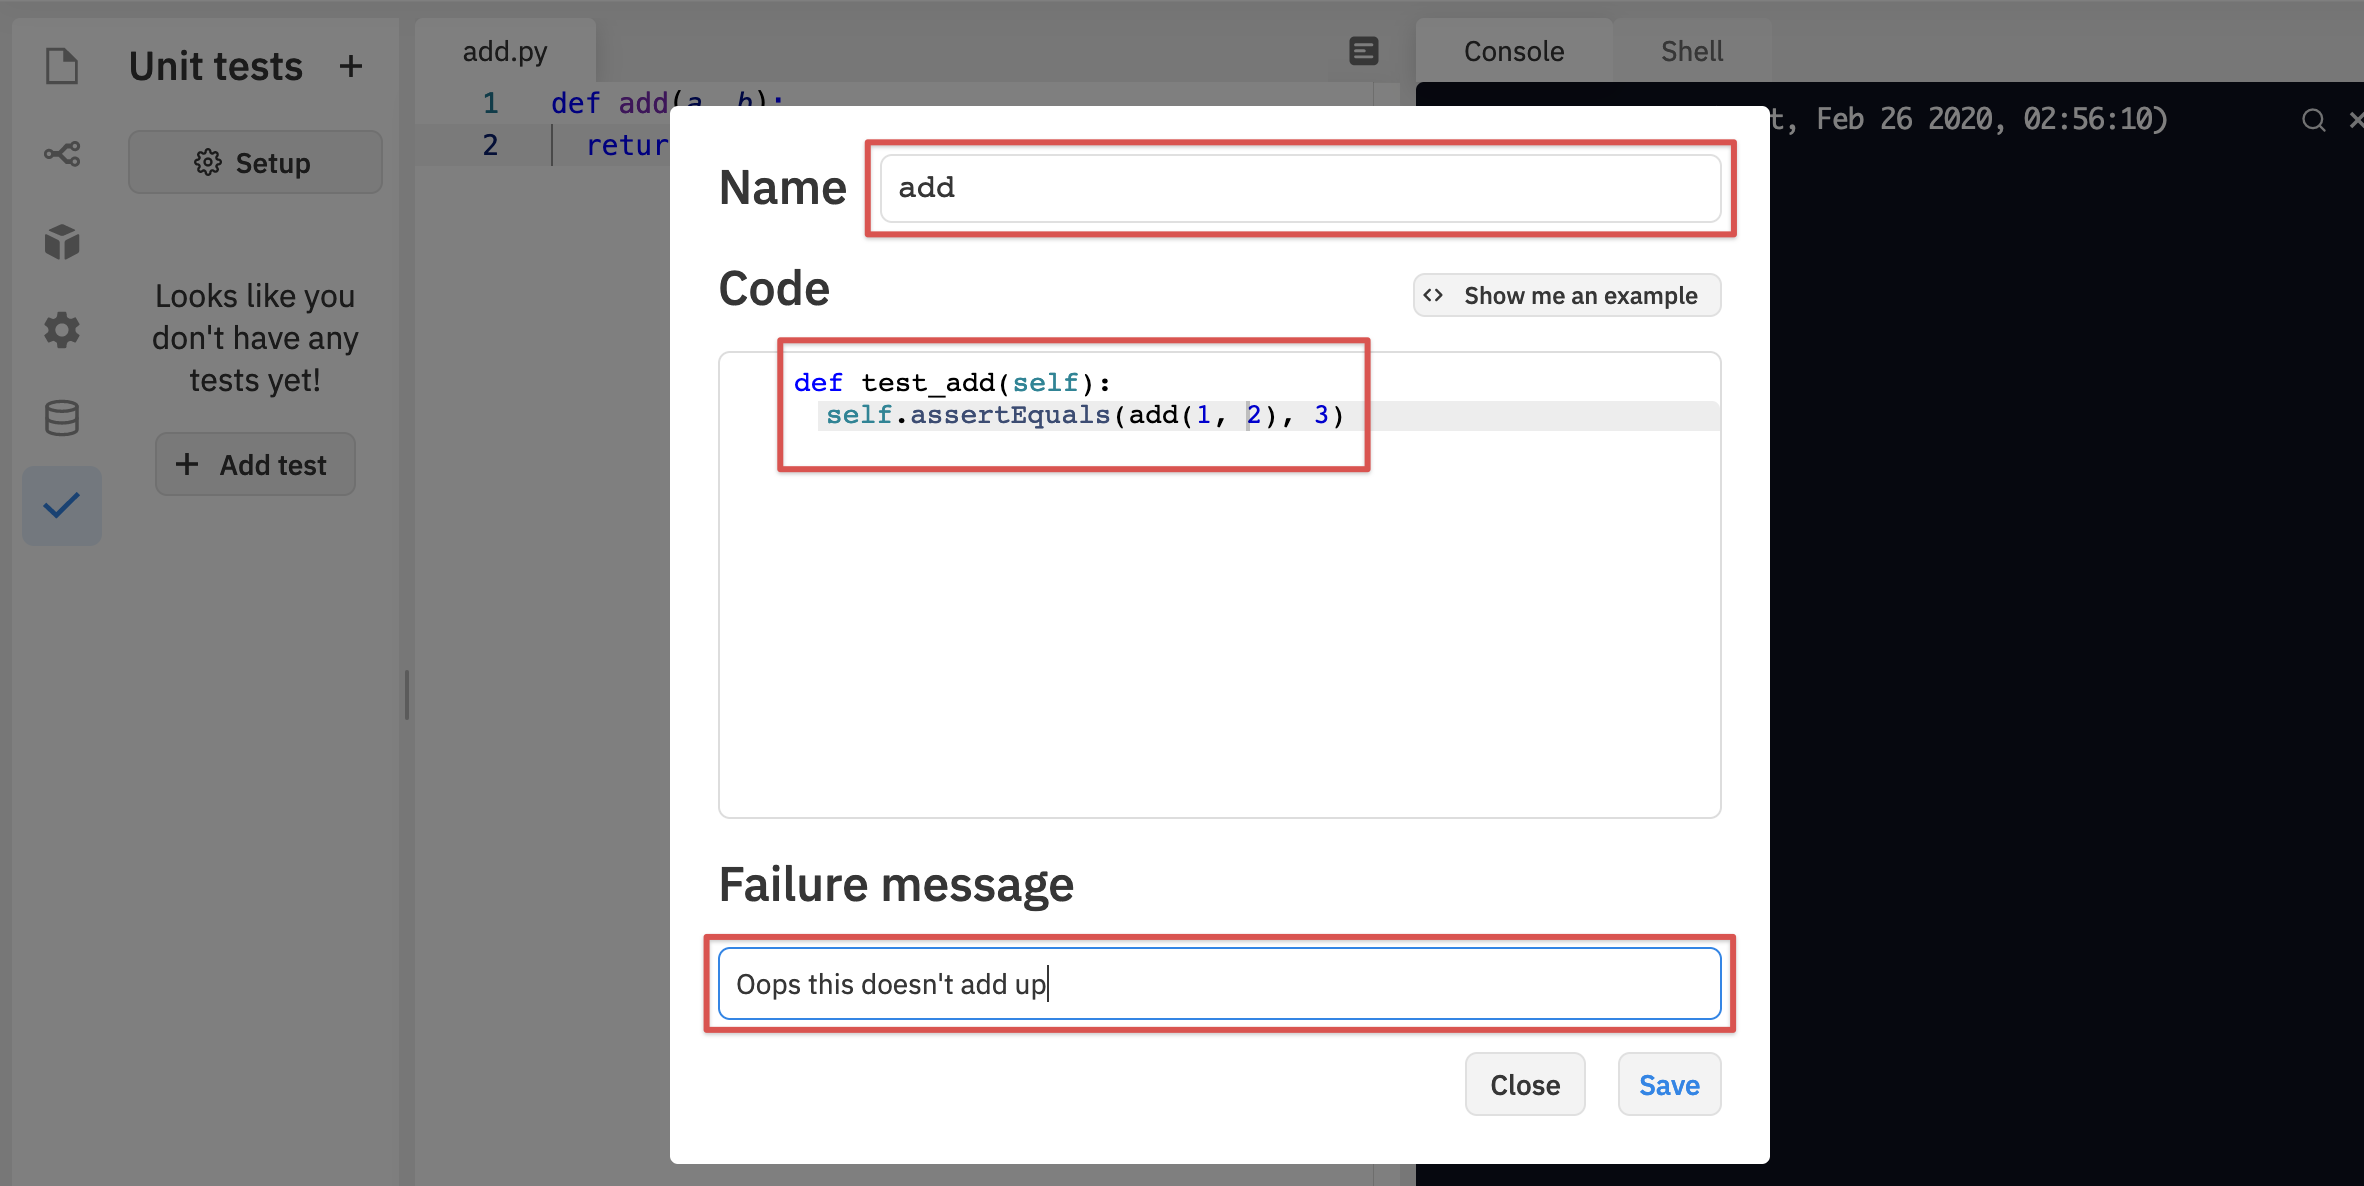 Unit tests +
Setup
Looks like you
don't have any
tests yet!
+ Add test
add.py
1 def add(a, b):
2 retur
Console
Shell
t, Feb 26 2020, 02:56:10)
Name
add
Code
<> Show me an example
def test_add(self):
self.assertEquals(add(1, 2), 3)
Failure message
Oops this doesn't add up
Close
Save